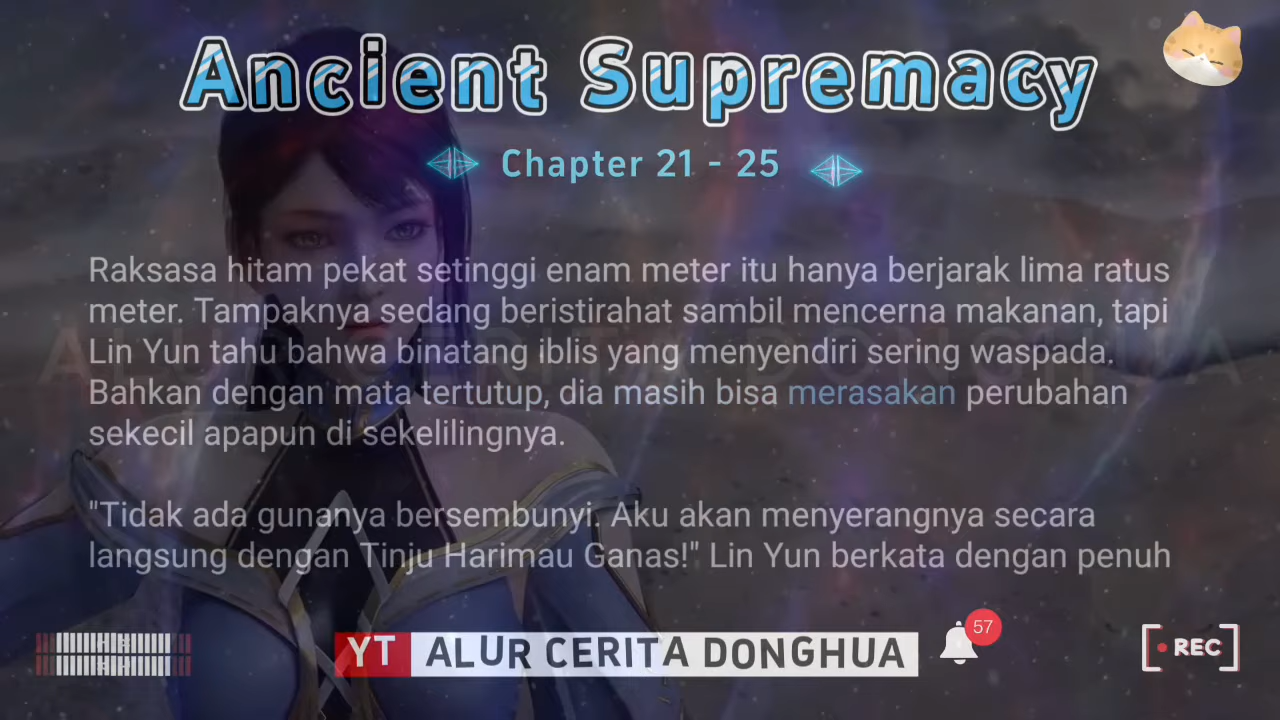 Ancient Supremacy
Chapter 21 - 25
Raksasa hitam pekat setinggi enam meter itu hanya berjarak lima ratus
meter. Tampaknya sedang beristirahat sambil mencerna makanan, tapi
Lin Yun tahu bahwa binatang iblis yang menyendiri sering waspada.
Bahkan dengan mata tertutup, dia masih bisa merasakan perubahan
sekecil apapun di sekelilingnya.
"Tidak ada gunanya bersembunyi. Aku akan menyerangnya secara
langsung dengan Tinju Harimau Ganas!" Lin Yun berkata dengan penuh
YT ALUR CERITA DONGHUA
57
REC